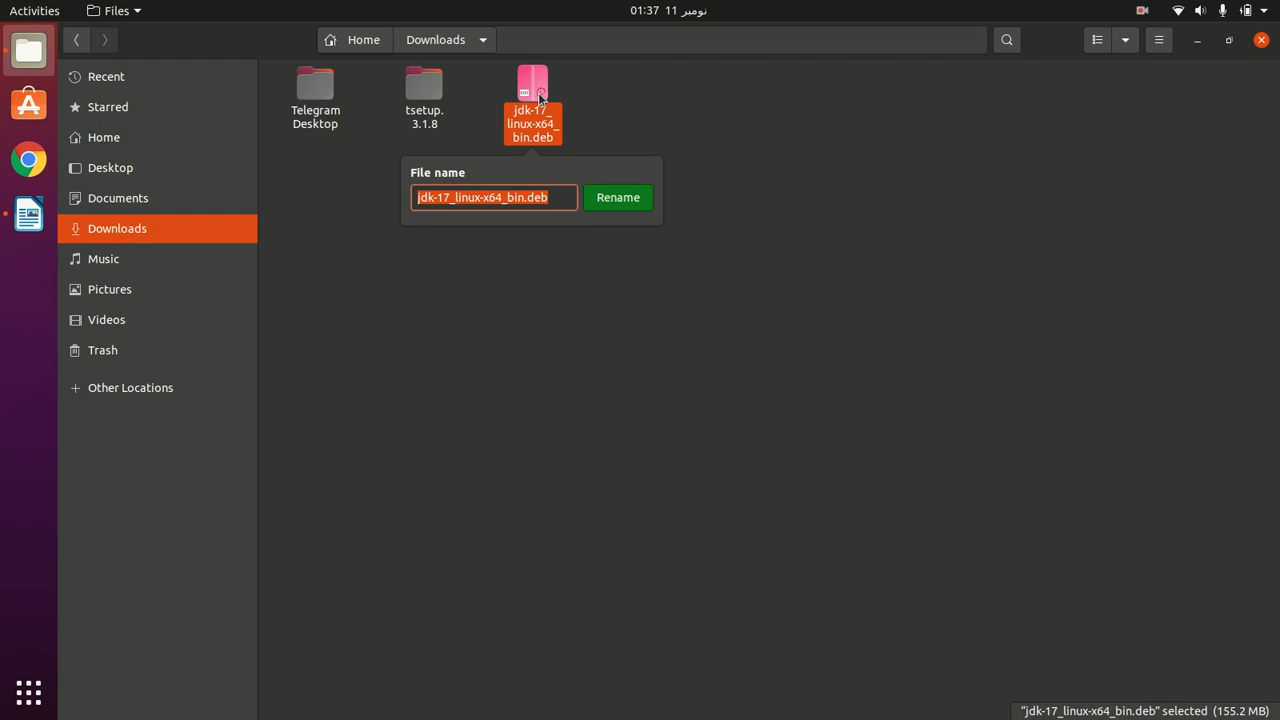 Activities
Files
01:37 11 نومبر
Home
Downloads
Recent
Starred
Home
Desktop
Documents
Downloads
Music
Pictures
Videos
Trash
Other Locations
Telegram
Desktop
tsetup.
3.1.8
jdk-17_
linux-x64_
bin.deb
File name
jdk-17_linux-x64_bin.deb
Rename
"jdk-17_linux-x64_bin.deb" selected (155.2 MB)